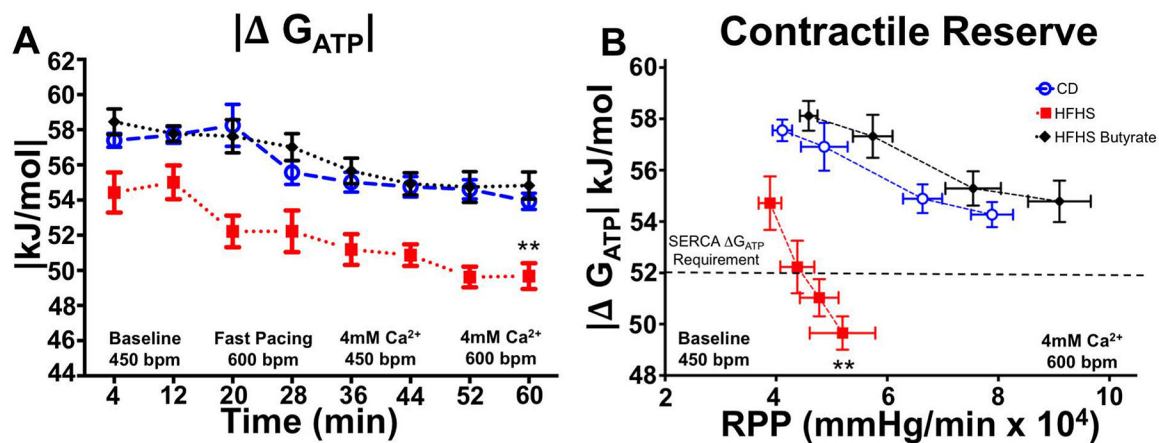 A
|Δ G_ATP|
|kJ/mol|
62
60
58
56
54
52
50
48
46
44
**
Baseline
450 bpm
Fast Pacing
600 bpm
4mM Ca²⁺
450 bpm
4mM Ca²⁺
600 bpm
4 12 20 28 36 44 52 60
Time (min)
B
Contractile Reserve
|Δ G_ATP| kJ/mol
60
58
56
54
52
50
48
CD
HFHS
HFHS Butyrate
SERCA ΔG_ATP
Requirement
**
Baseline
450 bpm
4mM Ca²⁺
600 bpm
2 4 6 8 10
RPP (mmHg/min x 10⁴)